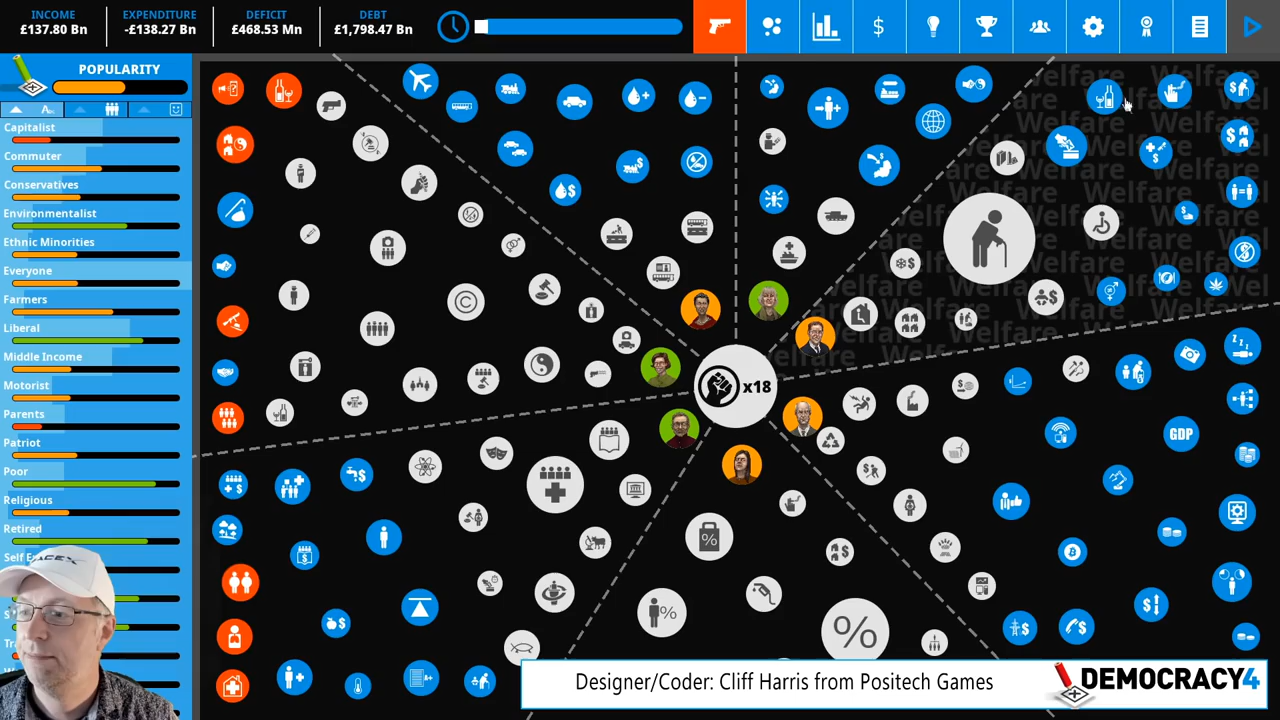 INCOME
£137.80 Bn
EXPENDITURE
-£138.27 Bn
DEFICIT
£468.53 Mn
DEBT
£1,798.47 Bn
POPULARITY
Capitalist
Commuter
Conservatives
Environmentalist
Ethnic Minorities
Everyone
Farmers
Liberal
Middle Income
Motorist
Parents
Patriot
Poor
Religious
Retired
x18
GDP
Welfare
Designer/Coder: Cliff Harris from Positech Games
DEMOCRACY4